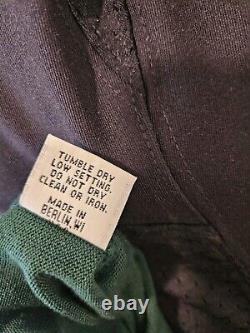 TUMBLE DRY
LOW SETTING.
DO NOT DRY
CLEAN OR IRON.
MADE IN
BERLIN, WI